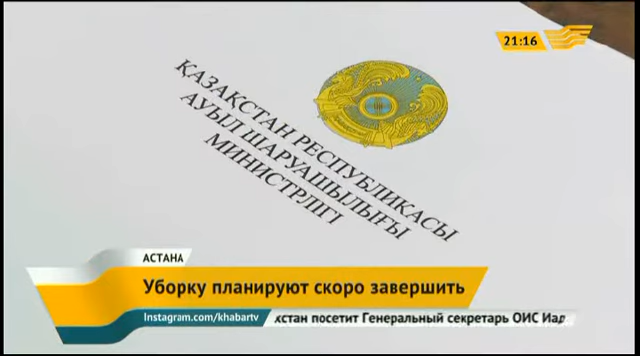 21:16
ҚАЗАҚСТАН РЕСПУБЛИКАСЫ
АУЫЛ ШАРУАШЫЛЫҒЫ
МИНИСТРЛІГІ
АСТАНА
Уборку планируют скоро завершить
Instagram.com/khabartv
кстан посетит Генеральный секретарь ОИС Иад